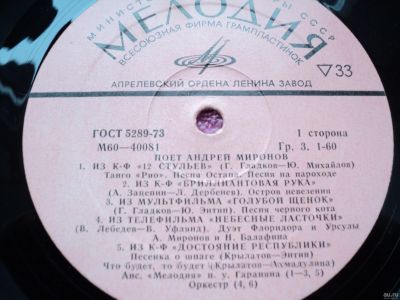 МИНИСТЕРСТВО КУЛЬТУРЫ СССР
МЕЛОДИЯ
ВСЕСОЮЗНАЯ ФИРМА ГРАМПЛАСТИНОК
АПРЕЛЕВСКИЙ ОРДЕНА ЛЕНИНА ЗАВОД
▽33
ГОСТ 5289-73
1 сторона
М60—40081
Гр. 3. 1-60
ПОЕТ АНДРЕЙ МИРОНОВ
1. ИЗ К-Ф «12 СТУЛЬЕВ» (Г. Гладков—Ю. Михайлов)
Танго «Рио». Песня Остапа. Песня на пароходе
2. ИЗ К-Ф «БРИЛЛИАНТОВАЯ РУКА»
(А. Зацепин—Л. Дербенев). Остров невезения
3. ИЗ МУЛЬТФИЛЬМА «ГОЛУБОЙ ЩЕНОК»
(Г. Гладков—Ю. Энтин). Песня черного кота
4. ИЗ ТЕЛЕФИЛЬМА «НЕБЕСНЫЕ ЛАСТОЧКИ»
(В. Лебедев—В. Уфлянд). Дуэт Флоридора и Урсулы
А. Миронов и Н. Балафина
5. ИЗ К-Ф «ДОСТОЯНИЕ РЕСПУБЛИКИ»
Песенка о шпаге (Крылатов—Энтин)
Что будет, то будет (Крылатов—Ахмадулина)
Анс. «Мелодия» п/у Г. Гараняна (1—3, 5)
Оркестр (4, 6)
au.ru